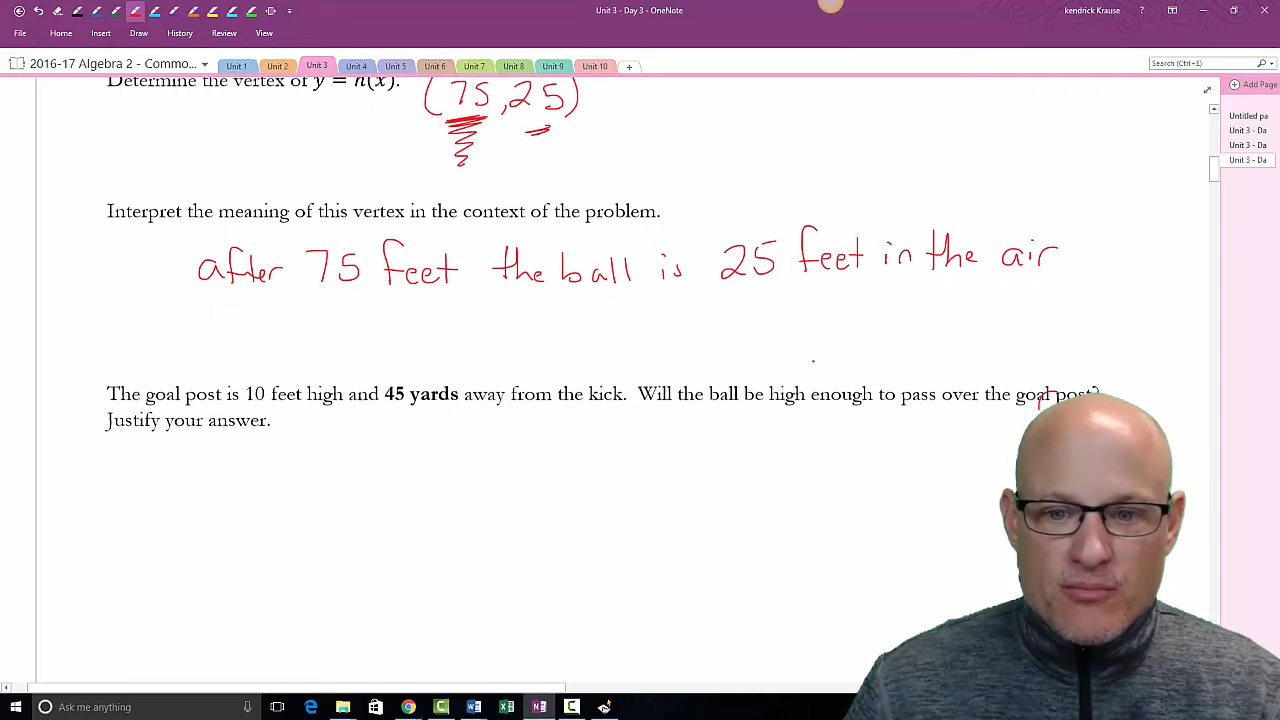 Unit 3 - Day 3 - OneNote
kendrick Krause
?
File Home Insert Draw History Review View
2016-17 Algebra 2 - Commo... Unit 1 Unit 2 Unit 3 Unit 4 Unit 5 Unit 6 Unit 7 Unit 8 Unit 9 Unit 10 +
Search (Ctrl+E)
Add Page
Untitled pa
Unit 3 - Da
Unit 3 - Da
Unit 3 - Da
Determine the vertex of y = h(x). (75,25)
Interpret the meaning of this vertex in the context of the problem.
after 75 feet the ball is 25 feet in the air
The goal post is 10 feet high and 45 yards away from the kick. Will the ball be high enough to pass over the goal post?
Justify your answer.
Ask me anything